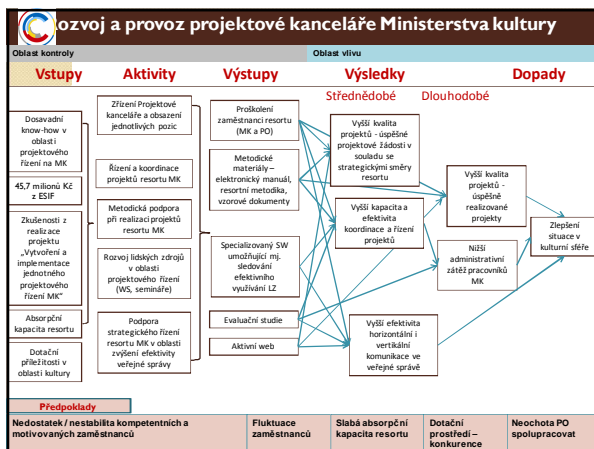 Rozvoj a provoz projektové kanceláře Ministerstva kultury
Oblast kontroly
Oblast vlivu
Vstupy
Aktivity
Výstupy
Výsledky
Dopady
Střednědobé
Dlouhodobé
Dosavadní
know-how v
oblasti
projektového
řízení na MK
45,7 milionů Kč
z ESIF
Zkušenosti z
realizace
projektu
„Vytvoření a
implementace
jednotného
projektového
řízení MK"
Absorpční
kapacita resortu
Dotační
příležitosti v
oblasti kultury
Zřízení Projektové
kanceláře a obsazení
jednotlivých pozic
Řízení a koordinace
projektů resortu MK
Metodická podpora
při realizaci projektů
resortu MK
Rozvoj lidských zdrojů v
oblasti
projektového řízení
(WS, semináře)
Podpora
strategického řízení
resortu MK v oblasti
zvýšení efektivity
veřejné správy
Proškolení
zaměstnanci resortu
(MK a PO)
Metodické
materiály –
elektronický manuál,
resortní metodika,
vzorové dokumenty
Specializovaný SW
umožňující mj.
sledování
efektivního
využívání LZ
Evaluační studie
Aktivní web
Vyšší kvalita
projektů - úspěšné
projektové žádosti v
souladu se
strategickými směry
resortu
Vyšší kapacita a
efektivita
koordinace a řízení
projektů
Vyšší efektivita
horizontální i
vertikální
komunikace ve
veřejné správě
Vyšší kvalita
projektů -
úspěšně
realizované
projekty
Nižší
administrativní
zátěž pracovníků
MK
Zlepšení
situace v
kulturní sféře
Předpoklady
Nedostatek / nestabilita kompetentních a
motivovaných zaměstnanců
Fluktuace
zaměstnanců
Slabá absorpční
kapacita resortu
Dotační
prostředí –
konkurence
Neochota PO
spolupracovat